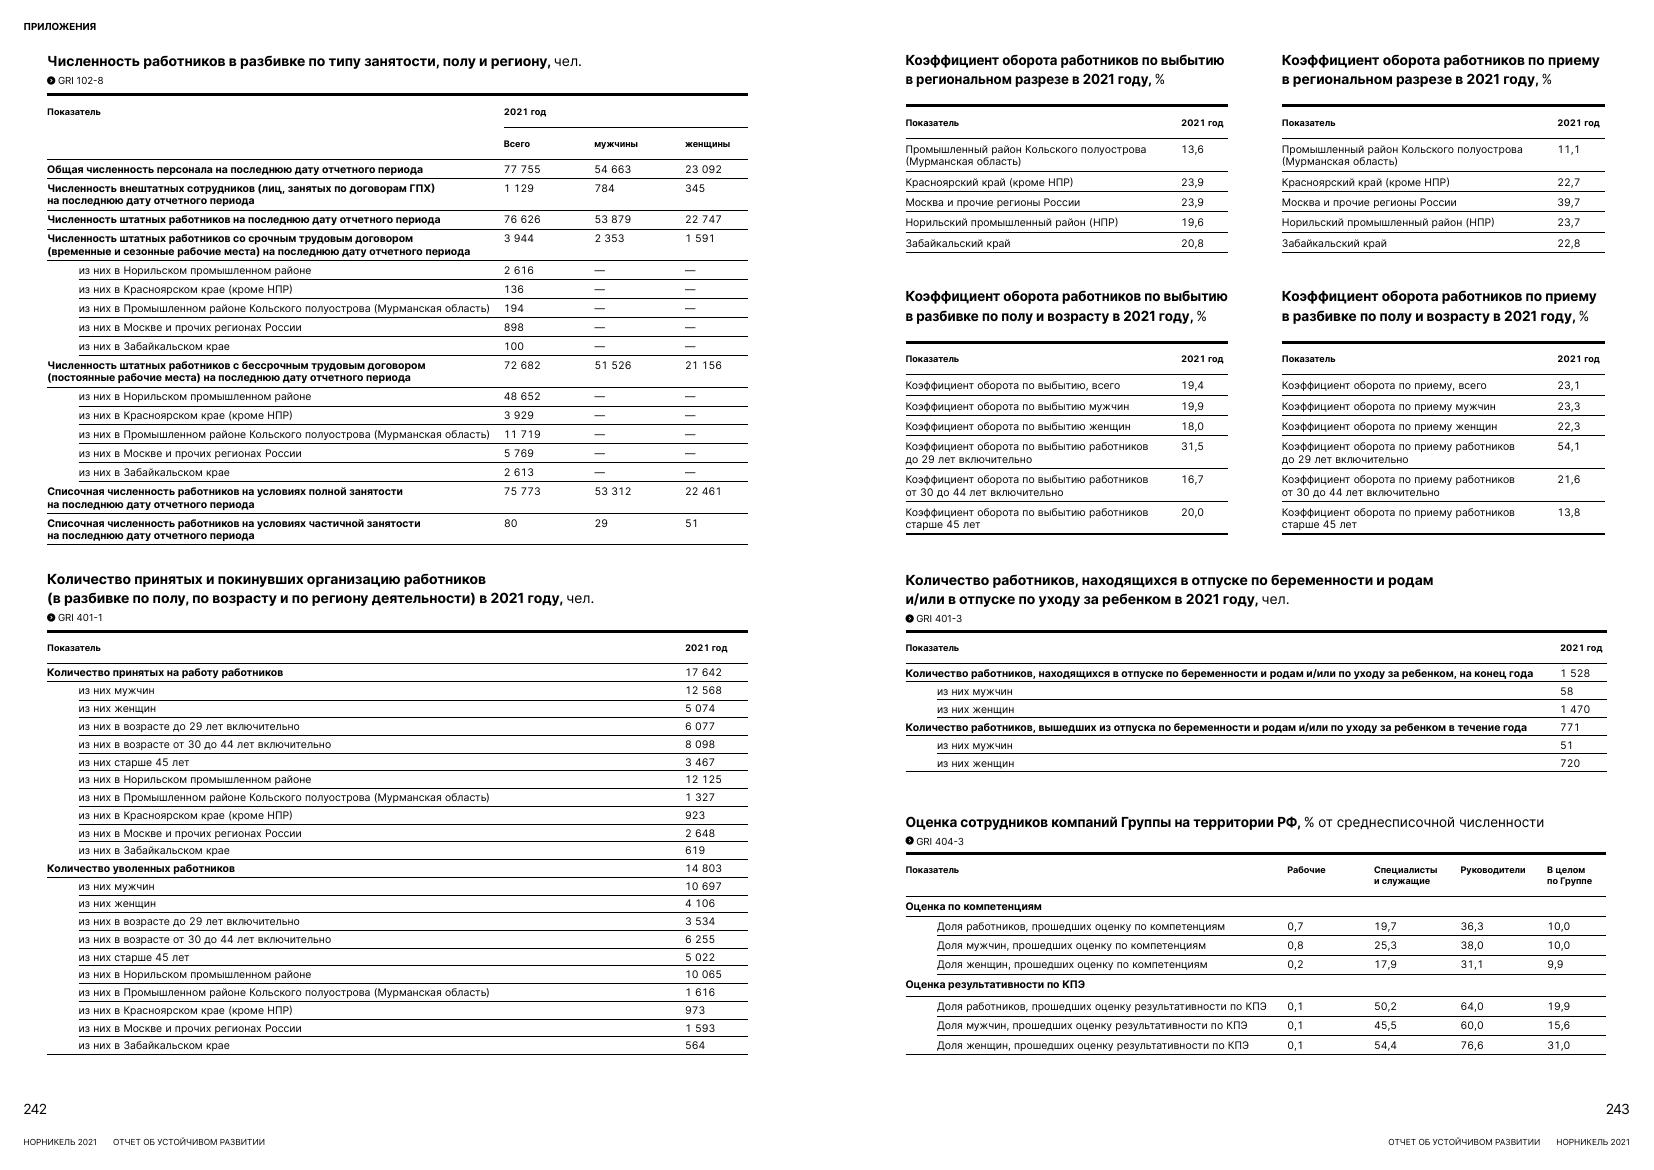 ПРИЛОЖЕНИЯ
Численность работников в разбивке по типу занятости, полу и региону, чел.
GRI 102-8
Показатель 2021 год
Всего мужчины женщины
Общая численность персонала на последнюю дату отчетного периода 77 755 54 663 23 092
Численность внештатных сотрудников (лиц, занятых по договорам ГПХ) 1 129 784 345
на последнюю дату отчетного периода
Численность штатных работников на последнюю дату отчетного периода 76 626 53 879 22 747
Численность штатных работников со срочным трудовым договором 3 944 2 353 1 591
(временные и сезонные рабочие места) на последнюю дату отчетного периода
из них в Норильском промышленном районе 2 616 — —
из них в Красноярском крае (кроме НПР) 136 — —
из них в Промышленном районе Кольского полуострова (Мурманская область) 194 — —
из них в Москве и прочих регионах России 898 — —
из них в Забайкальском крае 100 — —
Численность штатных работников с бессрочным трудовым договором 72 682 51 526 21 156
(постоянные рабочие места) на последнюю дату отчетного периода
из них в Норильском промышленном районе 48 652 — —
из них в Красноярском крае (кроме НПР) 3 929 — —
из них в Промышленном районе Кольского полуострова (Мурманская область) 11 719 — —
из них в Москве и прочих регионах России 5 769 — —
из них в Забайкальском крае 2 613 — —
Списочная численность работников на условиях полной занятости 75 773 53 312 22 461
на последнюю дату отчетного периода
Списочная численность работников на условиях частичной занятости 80 29 51
на последнюю дату отчетного периода
Количество принятых и покинувших организацию работников
(в разбивке по полу, по возрасту и по региону деятельности) в 2021 году, чел.
GRI 401-1
Показатель 2021 год
Количество принятых на работу работников 17 642
из них мужчин 12 568
из них женщин 5 074
из них в возрасте до 29 лет включительно 6 077
из них в возрасте от 30 до 44 лет включительно 8 098
из них старше 45 лет 3 467
из них в Норильском промышленном районе 12 125
из них в Промышленном районе Кольского полуострова (Мурманская область) 1 327
из них в Красноярском крае (кроме НПР) 923
из них в Москве и прочих регионах России 2 648
из них в Забайкальском крае 619
Количество уволенных работников 14 803
из них мужчин 10 697
из них женщин 4 106
из них в возрасте до 29 лет включительно 3 534
из них в возрасте от 30 до 44 лет включительно 6 255
из них старше 45 лет 5 022
из них в Норильском промышленном районе 10 065
из них в Промышленном районе Кольского полуострова (Мурманская область) 1 616
из них в Красноярском крае (кроме НПР) 973
из них в Москве и прочих регионах России 1 593
из них в Забайкальском крае 564
242
НОРНИКЕЛЬ 2021 ОТЧЕТ ОБ УСТОЙЧИВОМ РАЗВИТИИ
Коэффициент оборота работников по выбытию
в региональном разрезе в 2021 году, %
Показатель 2021 год
Промышленный район Кольского полуострова 13,6
(Мурманская область)
Красноярский край (кроме НПР) 23,9
Москва и прочие регионы России 23,9
Норильский промышленный район (НПР) 19,6
Забайкальский край 20,8
Коэффициент оборота работников по приему
в региональном разрезе в 2021 году, %
Показатель 2021 год
Промышленный район Кольского полуострова 11,1
(Мурманская область)
Красноярский край (кроме НПР) 22,7
Москва и прочие регионы России 39,7
Норильский промышленный район (НПР) 23,7
Забайкальский край 22,8
Коэффициент оборота работников по выбытию
в разбивке по полу и возрасту в 2021 году, %
Показатель 2021 год
Коэффициент оборота по выбытию, всего 19,4
Коэффициент оборота по выбытию мужчин 19,9
Коэффициент оборота по выбытию женщин 18,0
Коэффициент оборота по выбытию работников 31,5
до 29 лет включительно
Коэффициент оборота по выбытию работников 16,7
от 30 до 44 лет включительно
Коэффициент оборота по выбытию работников 20,0
старше 45 лет
Коэффициент оборота работников по приему
в разбивке по полу и возрасту в 2021 году, %
Показатель 2021 год
Коэффициент оборота по приему, всего 23,1
Коэффициент оборота по приему мужчин 23,3
Коэффициент оборота по приему женщин 22,3
Коэффициент оборота по приему работников 54,1
до 29 лет включительно
Коэффициент оборота по приему работников 21,6
от 30 до 44 лет включительно
Коэффициент оборота по приему работников 13,8
старше 45 лет
Количество работников, находящихся в отпуске по беременности и родам
и/или в отпуске по уходу за ребенком в 2021 году, чел.
GRI 401-3
Показатель 2021 год
Количество работников, находящихся в отпуске по беременности и родам и/или по уходу за ребенком, на конец года 1 528
из них мужчин 58
из них женщин 1 470
Количество работников, вышедших из отпуска по беременности и родам и/или по уходу за ребенком в течение года 771
из них мужчин 51
из них женщин 720
Оценка сотрудников компаний Группы на территории РФ, % от среднесписочной численности
GRI 404-3
Показатель Рабочие Специалисты Руководители В целом
и служащие по Группе
Оценка по компетенциям
Доля работников, прошедших оценку по компетенциям 0,7 19,7 36,3 10,0
Доля мужчин, прошедших оценку по компетенциям 0,8 25,3 38,0 10,0
Доля женщин, прошедших оценку по компетенциям 0,2 17,9 31,1 9,9
Оценка результативности по КПЭ
Доля работников, прошедших оценку результативности по КПЭ 0,1 50,2 64,0 19,9
Доля мужчин, прошедших оценку результативности по КПЭ 0,1 45,5 60,0 15,6
Доля женщин, прошедших оценку результативности по КПЭ 0,1 54,4 76,6 31,0
243
ОТЧЕТ ОБ УСТОЙЧИВОМ РАЗВИТИИ НОРНИКЕЛЬ 2021